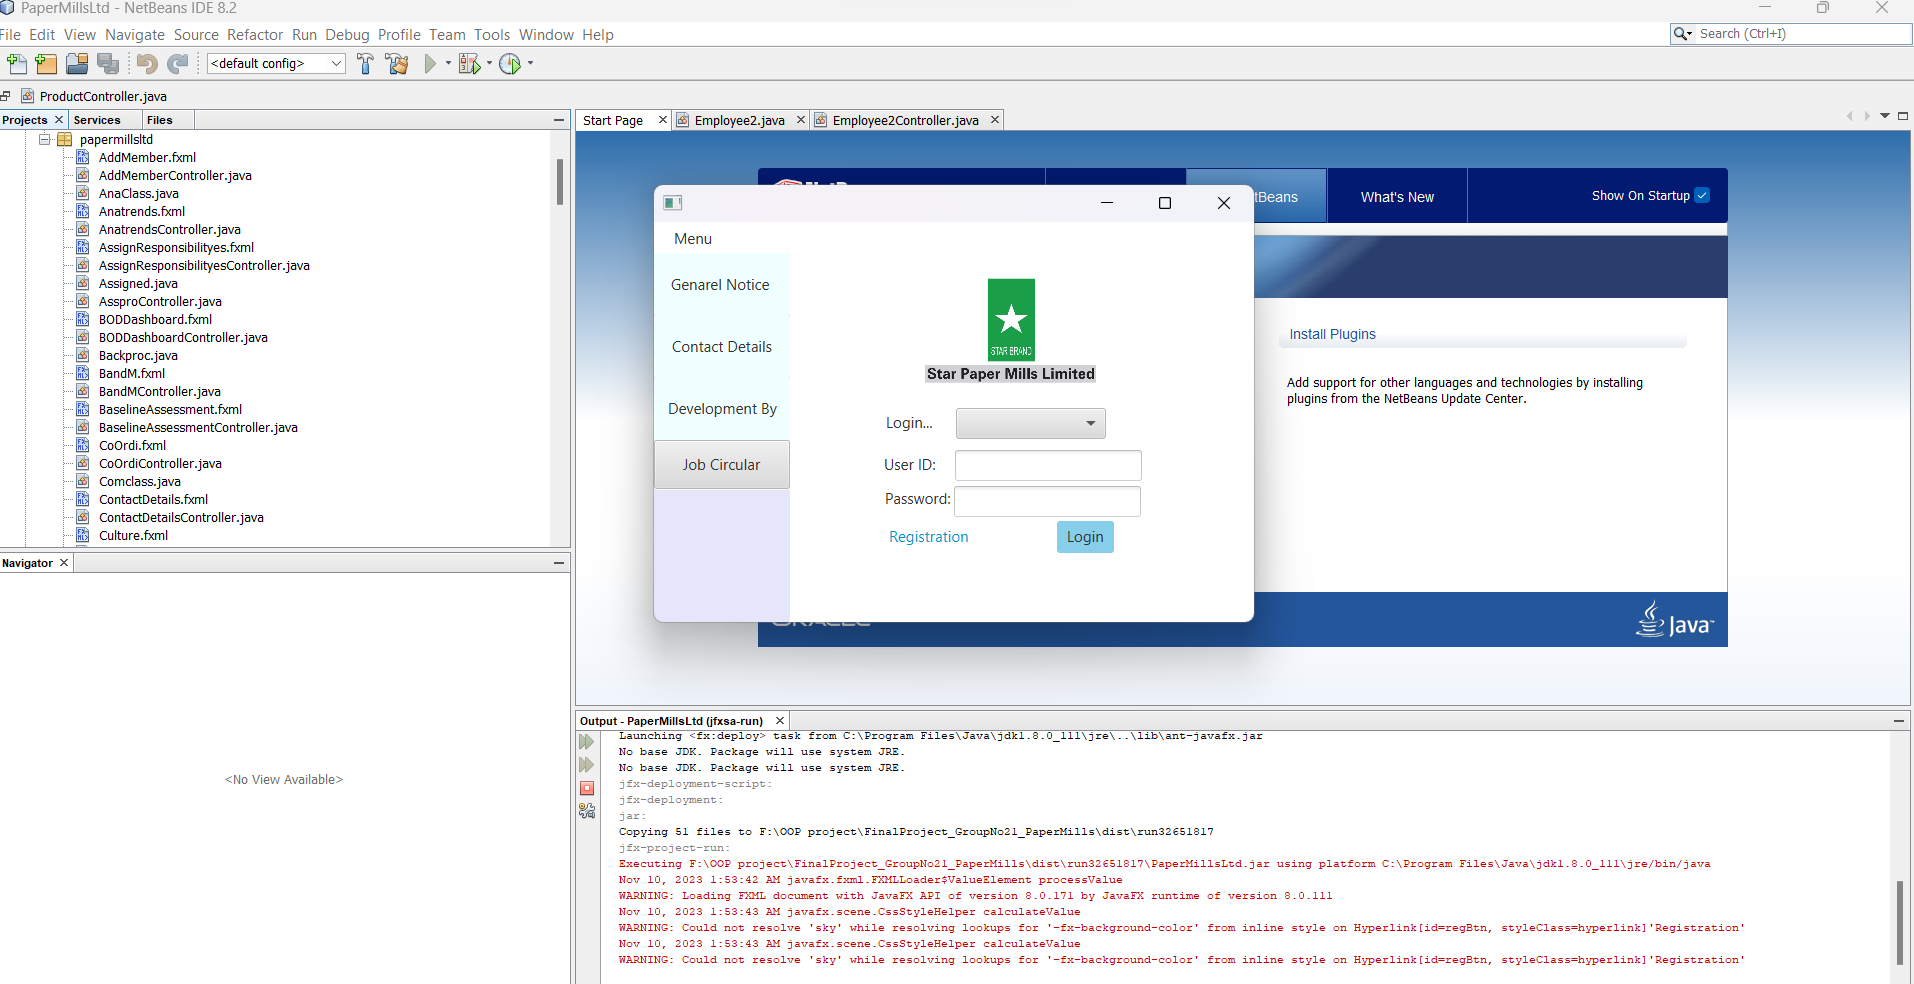 PaperMillsLtd - NetBeans IDE 8.2
File Edit View Navigate Source Refactor Run Debug Profile Team Tools Window Help
Search (Ctrl+I)
<default config>
ProductController.java
Projects Services Files
papermillsltd
AddMember.fxml
AddMemberController.java
AnaClass.java
Anatrends.fxml
AnatrendsController.java
AssignResponsibilityes.fxml
AssignResponsibilityesController.java
Assigned.java
AssproController.java
BODDashboard.fxml
BODDashboardController.java
Backproc.java
BandM.fxml
BandMController.java
BaselineAssessment.fxml
BaselineAssessmentController.java
CoOrdi.fxml
CoOrdiController.java
Comclass.java
ContactDetails.fxml
ContactDetailsController.java
Culture.fxml
Navigator
<No View Available>
Start Page Employee2.java Employee2Controller.java
tBeans What's New Show On Startup
Install Plugins
Add support for other languages and technologies by installing
plugins from the NetBeans Update Center.
ORACLE
Java
Menu
Genarel Notice
Contact Details
Development By
Job Circular
STAR BRAND
Star Paper Mills Limited
Login...
User ID:
Password:
Registration Login
Output - PaperMillsLtd (jfxsa-run)
Launching <fx:deploy> task from C:\Program Files\Java\jdk1.8.0_111\jre\..\lib\ant-javafx.jar
No base JDK. Package will use system JRE.
No base JDK. Package will use system JRE.
jfx-deployment-script:
jfx-deployment:
jar:
Copying 51 files to F:\OOP project\FinalProject_GroupNo21_PaperMills\dist\run32651817
jfx-project-run:
Executing F:\OOP project\FinalProject_GroupNo21_PaperMills\dist\run32651817\PaperMillsLtd.jar using platform C:\Program Files\Java\jdk1.8.0_111\jre/bin/java
Nov 10, 2023 1:53:42 AM javafx.fxml.FXMLLoader$ValueElement processValue
WARNING: Loading FXML document with JavaFX API of version 8.0.171 by JavaFX runtime of version 8.0.111
Nov 10, 2023 1:53:43 AM javafx.scene.CssStyleHelper calculateValue
WARNING: Could not resolve 'sky' while resolving lookups for '-fx-background-color' from inline style on Hyperlink[id=regBtn, styleClass=hyperlink]'Registration'
Nov 10, 2023 1:53:43 AM javafx.scene.CssStyleHelper calculateValue
WARNING: Could not resolve 'sky' while resolving lookups for '-fx-background-color' from inline style on Hyperlink[id=regBtn, styleClass=hyperlink]'Registration'